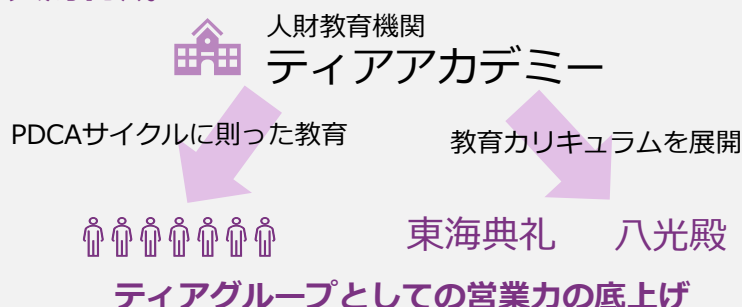 人財教育機関
ティアアカデミー
PDCAサイクルに則った教育
教育カリキュラムを展開
東海典礼 八光殿
ティアグループとしての営業力の底上げ